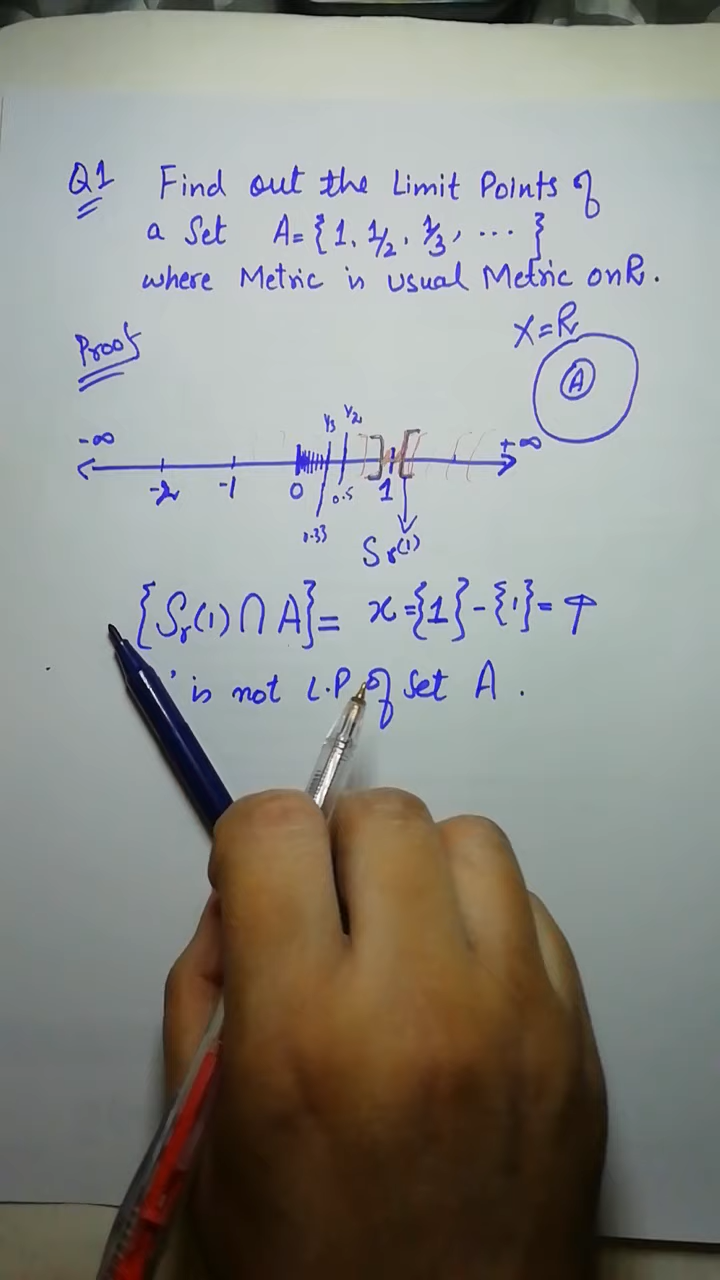 Q1 Find out the Limit Points of
a Set A = {1, 1/2, 1/3, ... }
where Metric is usual Metric on R.
X = R
Proof
A
1/3 1/2
-∞ +∞
-2 -1 0 0.5 1
0.33
Sr(1)
{Sr(1) ∩ A} = x = {1} - {1} = φ
' is not L.P of Set A.